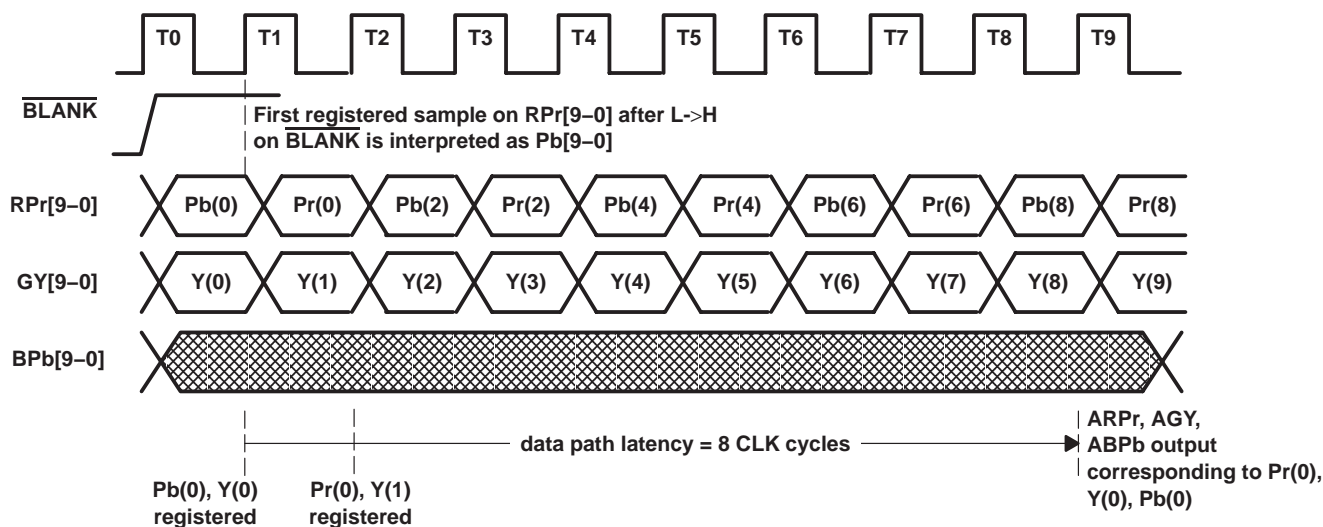 T0 T1 T2 T3 T4 T5 T6 T7 T8 T9
BLANK
First registered sample on RPr[9–0] after L->H
on BLANK is interpreted as Pb[9–0]
RPr[9–0] Pb(0) Pr(0) Pb(2) Pr(2) Pb(4) Pr(4) Pb(6) Pr(6) Pb(8) Pr(8)
GY[9–0] Y(0) Y(1) Y(2) Y(3) Y(4) Y(5) Y(6) Y(7) Y(8) Y(9)
BPb[9–0]
data path latency = 8 CLK cycles
ARPr, AGY,
ABPb output
corresponding to Pr(0),
Y(0), Pb(0)
Pb(0), Y(0)
registered
Pr(0), Y(1)
registered